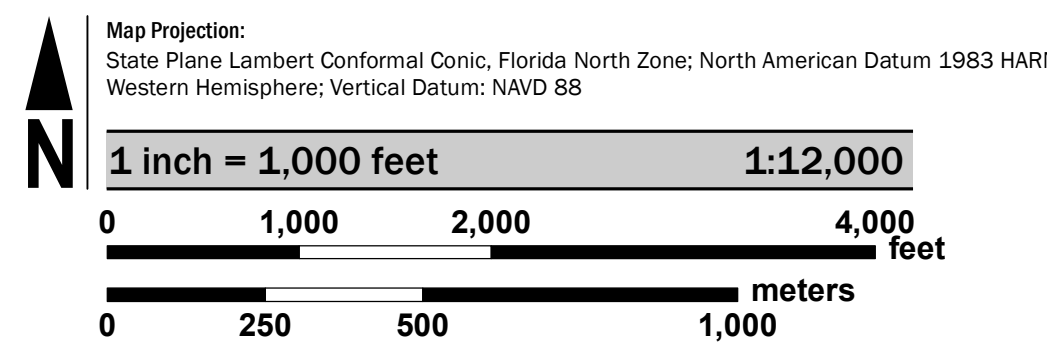 Map Projection:
State Plane Lambert Conformal Conic, Florida North Zone; North American Datum 1983
Western Hemisphere; Vertical Datum: NAVD 88
N
1 inch = 1,000 feet 1:12,000
0 1,000 2,000 4,000
feet
meters
0 250 500 1,000